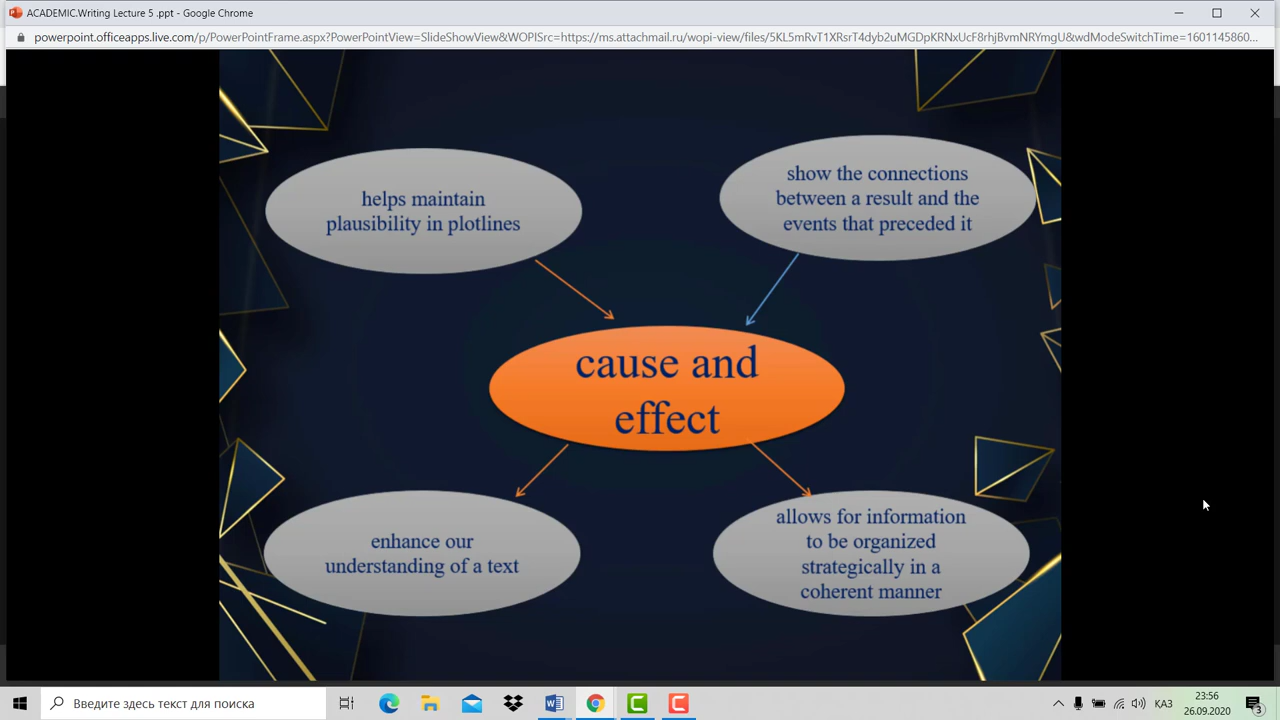 ACADEMIC.Writing Lecture 5 .ppt - Google Chrome
powerpoint.officeapps.live.com/p/PowerPointFrame.aspx?PowerPointView=SlideShowView&WOPISrc=https://ms.attachmail.ru/wopi-view/files/5KL5mRvT1XRsrT4dyb2uMGDpKRNxUcF8rhjBvmNRYmgU&wdModeSwitchTime=1601145860...
helps maintain
plausibility in plotlines
show the connections
between a result and the
events that preceded it
cause and
effect
enhance our
understanding of a text
allows for information
to be organized
strategically in a
coherent manner
Введите здесь текст для поиска
КАЗ
23:56
26.09.2020
3